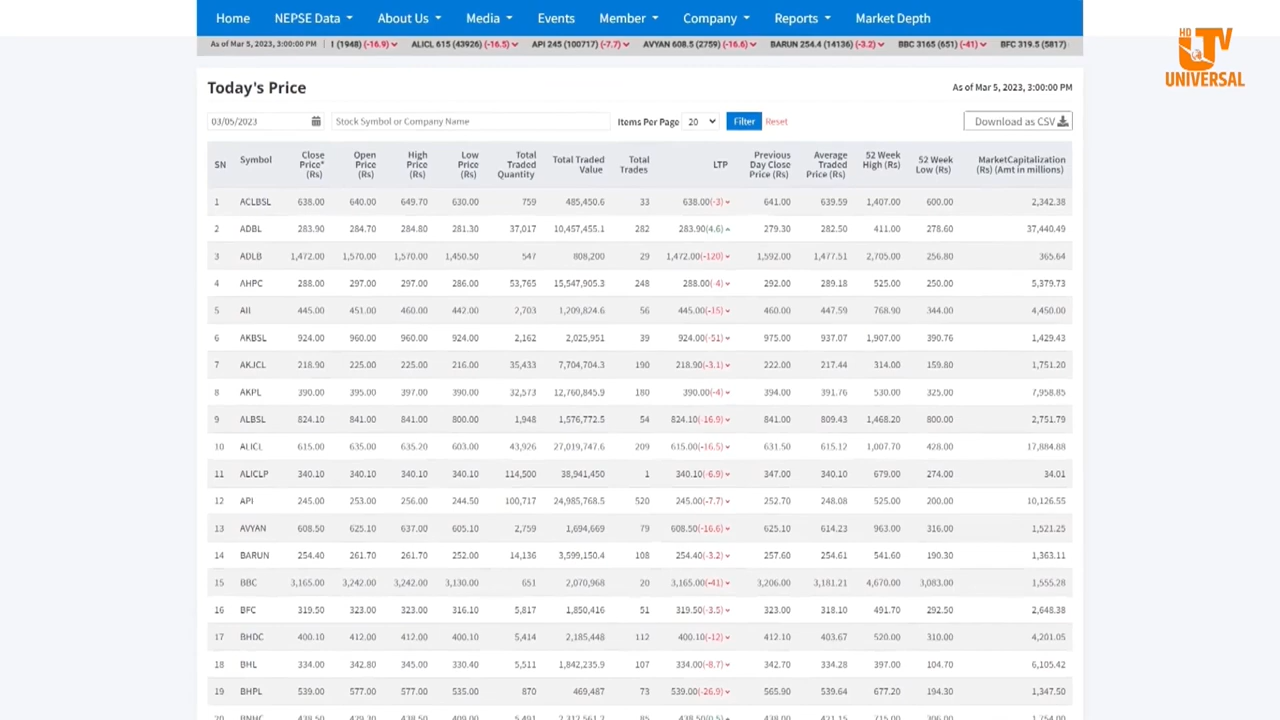 Home NEPSE Data About Us Media Events Member Company Reports Market Depth
As of Mar 5, 2023, 3:00:00 PM | (1948) (-16.9) ALICL 615 (43926) (-16.5) API 245 (100717) (-7.7) AVYAN 608.5 (2759) (-16.6) BARUN 254.4 (14136) (-3.2) BBC 3165 (651) (-41) BFC 319.5 (5817)
HD UTV
UNIVERSAL
Today's Price As of Mar 5, 2023, 3:00:00 PM
03/05/2023 Stock Symbol or Company Name Items Per Page 20 Filter Reset Download as CSV
SN Symbol Close Price* (Rs) Open Price (Rs) High Price (Rs) Low Price (Rs) Total Traded Quantity Total Traded Value Total Trades LTP Previous Day Close Price (Rs) Average Traded Price (Rs) 52 Week High (Rs) 52 Week Low (Rs) MarketCapitalization (Rs) (Amt in millions)
1 ACLBSL 638.00 640.00 649.70 630.00 759 485,450.6 33 638.00(-3) 641.00 639.59 1,407.00 600.00 2,342.38
2 ADBL 283.90 284.70 284.80 281.30 37,017 10,457,455.1 282 283.90(4.6) 279.30 282.50 411.00 278.60 37,440.49
3 ADLB 1,472.00 1,570.00 1,570.00 1,450.50 547 808,200 29 1,472.00(-120) 1,592.00 1,477.51 2,705.00 256.80 365.64
4 AHPC 288.00 297.00 297.00 286.00 53,765 15,547,905.3 248 288.00(-4) 292.00 289.18 525.00 250.00 5,379.73
5 AII 445.00 451.00 460.00 442.00 2,703 1,209,824.6 56 445.00(-15) 460.00 447.59 768.90 344.00 4,450.00
6 AKBSL 924.00 960.00 960.00 924.00 2,162 2,025,951 39 924.00(-51) 975.00 937.07 1,907.00 390.76 1,429.43
7 AKJCL 218.90 225.00 225.00 216.00 35,433 7,704,704.3 190 218.90(-3.1) 222.00 217.44 314.00 159.80 1,751.20
8 AKPL 390.00 395.00 397.00 390.00 32,573 12,760,845.9 180 390.00(-4) 394.00 391.76 530.00 325.00 7,958.85
9 ALBSL 824.10 841.00 841.00 800.00 1,948 1,576,772.5 54 824.10(-16.9) 841.00 809.43 1,468.20 800.00 2,751.79
10 ALICL 615.00 635.00 635.20 603.00 43,926 27,019,747.6 209 615.00(-16.5) 631.50 615.12 1,007.70 428.00 17,884.88
11 ALICLP 340.10 340.10 340.10 340.10 114,500 38,941,450 1 340.10(-6.9) 347.00 340.10 679.00 274.00 34.01
12 API 245.00 253.00 256.00 244.50 100,717 24,985,768.5 520 245.00(-7.7) 252.70 248.08 525.00 200.00 10,126.55
13 AVYAN 608.50 625.10 637.00 605.10 2,759 1,694,669 79 608.50(-16.6) 625.10 614.23 963.00 316.00 1,521.25
14 BARUN 254.40 261.70 261.70 252.00 14,136 3,599,150.4 108 254.40(-3.2) 257.60 254.61 541.60 190.30 1,363.11
15 BBC 3,165.00 3,242.00 3,242.00 3,130.00 651 2,070,968 20 3,165.00(-41) 3,206.00 3,181.21 4,670.00 3,083.00 1,555.28
16 BFC 319.50 323.00 323.00 316.10 5,817 1,850,416 51 319.50(-3.5) 323.00 318.10 491.70 292.50 2,648.38
17 BHDC 400.10 412.00 412.00 400.10 5,414 2,185,448 112 400.10(-12) 412.10 403.67 520.00 310.00 4,201.05
18 BHL 334.00 342.80 345.00 330.40 5,511 1,842,235.9 107 334.00(-8.7) 342.70 334.28 397.00 104.70 6,105.42
19 BHPL 539.00 577.00 577.00 535.00 870 469,487 73 539.00(-26.9) 565.90 539.64 677.20 194.30 1,347.50